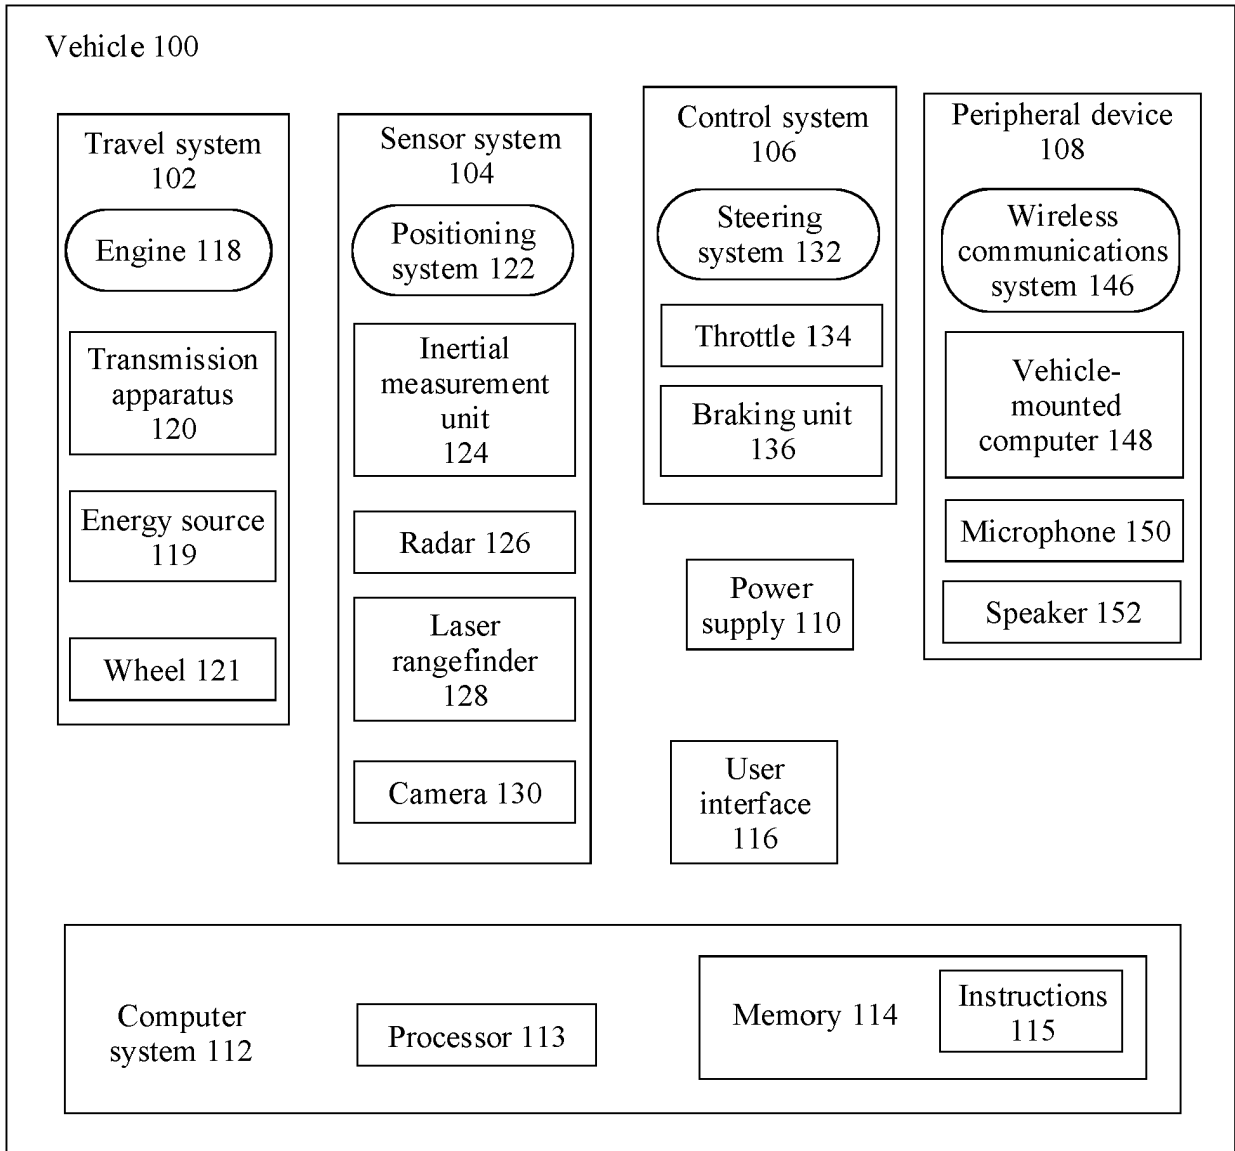 Vehicle 100
Travel system
102
Engine 118
Transmission
apparatus
120
Energy source
119
Wheel 121
Sensor system
104
Positioning
system 122
Inertial
measurement
unit
124
Radar 126
Laser
rangefinder
128
Camera 130
Control system
106
Steering
system 132
Throttle 134
Braking unit
136
Power
supply 110
User
interface
116
Peripheral device
108
Wireless
communications
system 146
Vehicle-
mounted
computer 148
Microphone 150
Speaker 152
Computer
system 112
Processor 113
Memory 114
Instructions
115